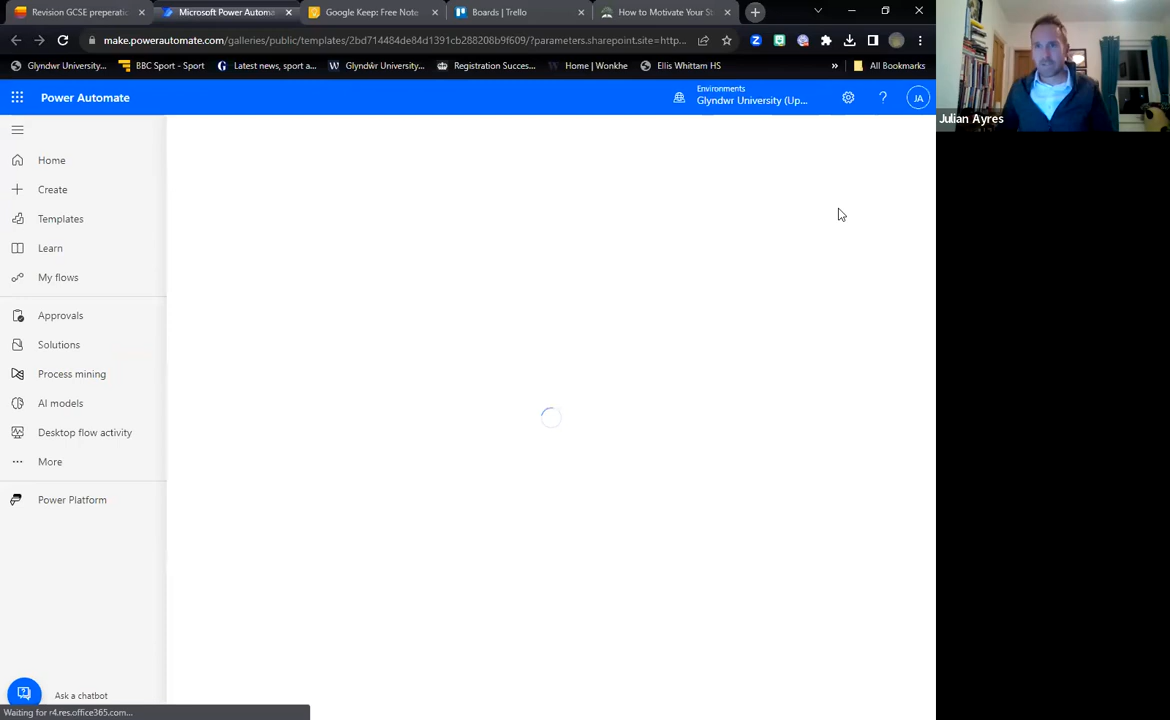 Revision GCSE preperatic
Microsoft Power Automa
Google Keep: Free Note
Boards | Trello
How to Motivate Your St
make.powerautomate.com/galleries/public/templates/2bd714484de84d1391cb288208b9f609/?parameters.sharepoint.site=http...
Glyndwr University...
BBC Sport - Sport
Latest news, sport a...
Glyndŵr University...
Registration Succes...
Home | Wonkhe
Ellis Whittam HS
»
All Bookmarks
Power Automate
Environments
Glyndwr University (Up...
JA
Julian Ayres
Home
Create
Templates
Learn
My flows
Approvals
Solutions
Process mining
AI models
Desktop flow activity
More
Power Platform
Ask a chatbot
Waiting for r4.res.office365.com...